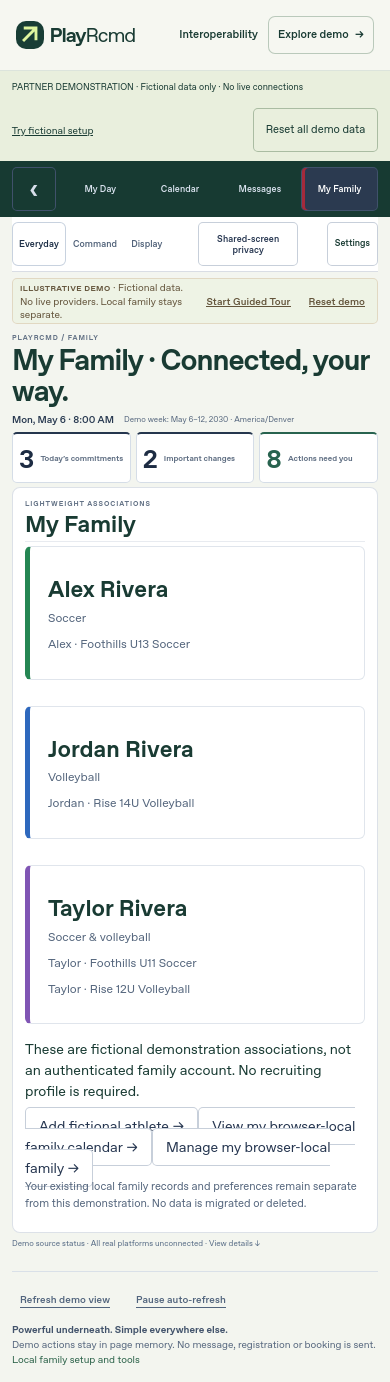 PlayRcmd
Interoperability
Explore demo →
PARTNER DEMONSTRATION · Fictional data only · No live connections
Try fictional setup
Reset all demo data
❮
My Day
Calendar
Messages
My Family
Everyday
Command
Display
Shared-screen
privacy
Settings
ILLUSTRATIVE DEMO · Fictional data.
No live providers. Local family stays
separate.
Start Guided Tour
Reset demo
PLAYRCMD / FAMILY
My Family · Connected, your
way.
Mon, May 6 · 8:00 AM
Demo week: May 6–12, 2030 · America/Denver
3 Today's commitments
2 Important changes
8 Actions need you
LIGHTWEIGHT ASSOCIATIONS
My Family
Alex Rivera
Soccer
Alex · Foothills U13 Soccer
Jordan Rivera
Volleyball
Jordan · Rise 14U Volleyball
Taylor Rivera
Soccer & volleyball
Taylor · Foothills U11 Soccer
Taylor · Rise 12U Volleyball
These are fictional demonstration associations, not
an authenticated family account. No recruiting
profile is required.
Add fictional athlete → View my browser-local
family calendar → Manage my browser-local
family →
Your existing local family records and preferences remain separate
from this demonstration. No data is migrated or deleted.
Demo source status · All real platforms unconnected · View details ↓
Refresh demo view
Pause auto-refresh
Powerful underneath. Simple everywhere else.
Demo actions stay in page memory. No message, registration or booking is sent.
Local family setup and tools